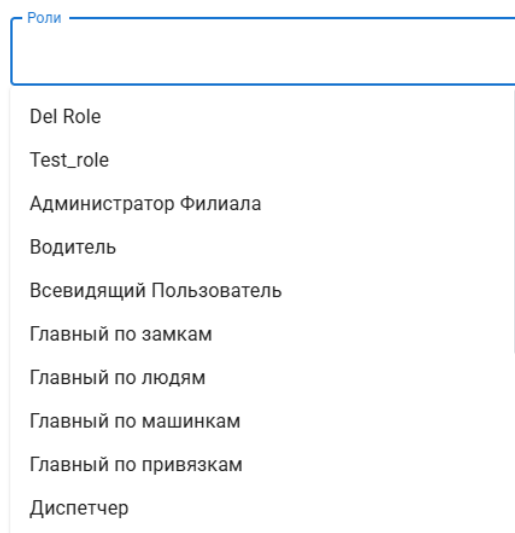 Роли
Del Role
Test_role
Администратор Филиала
Водитель
Всевидящий Пользователь
Главный по замкам
Главный по людям
Главный по машинкам
Главный по привязкам
Диспетчер